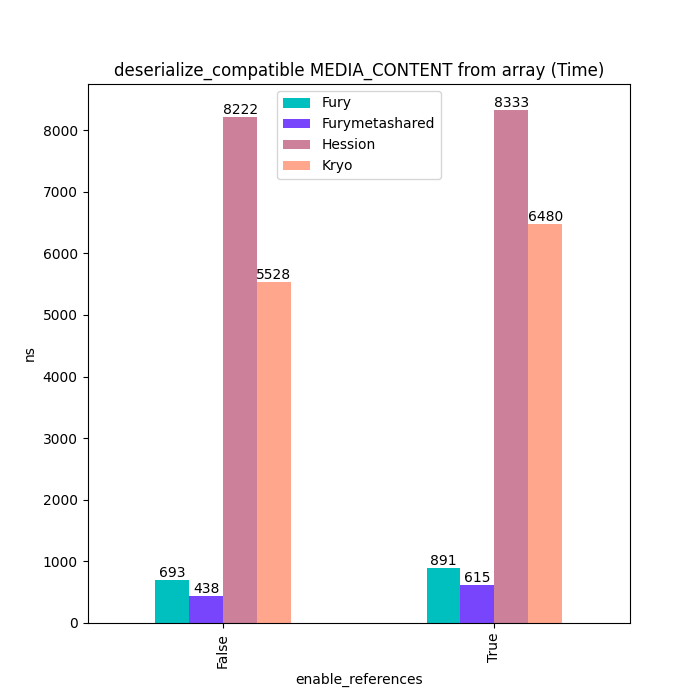 deserialize_compatible MEDIA_CONTENT from array (Time)
Fury
Furymetashared
Hession
Kryo
8222
8333
5528
6480
693
438
891
615
8000
7000
6000
5000
4000
3000
2000
1000
0
ns
False
True
enable_references